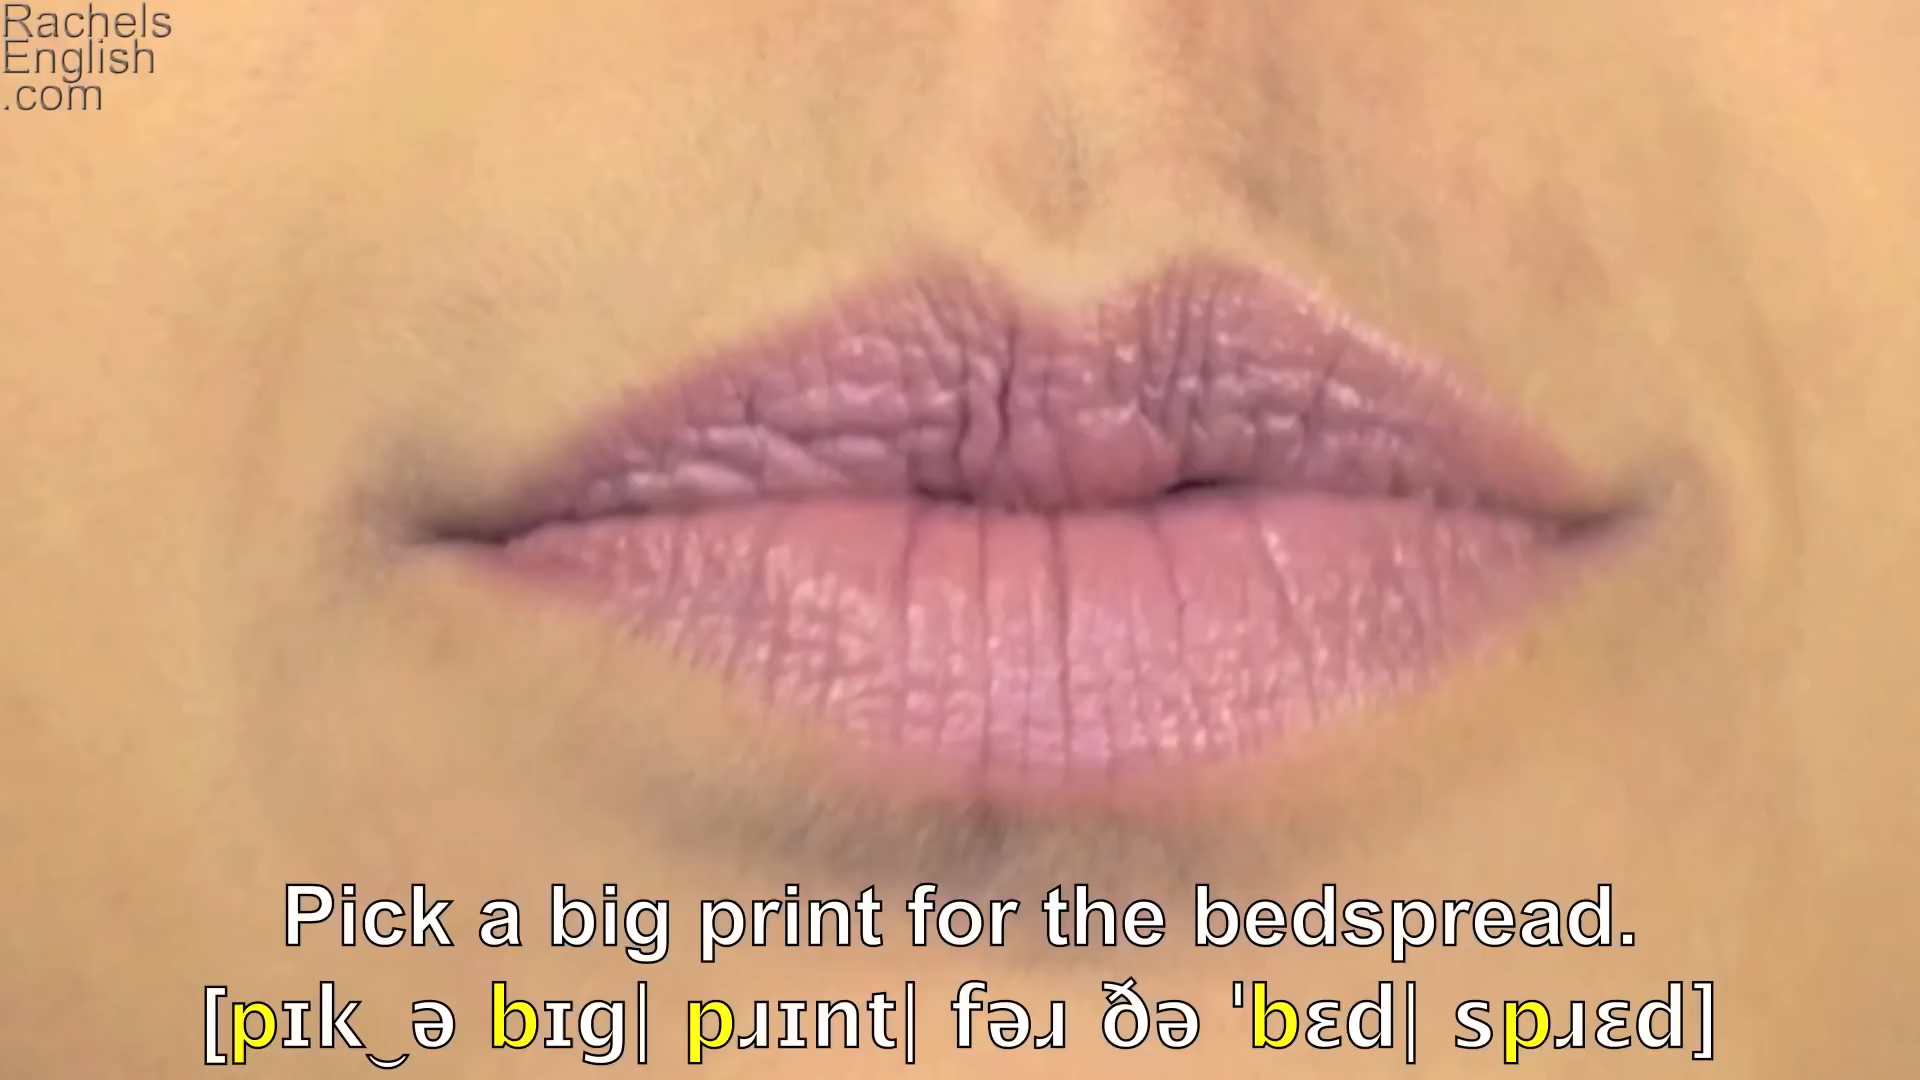 Rachels
English
.com
Pick a big print for the bedspread.
[pɪk‿ə bɪg| pɹɪnt| fəɹ ðə ˈbɛd| spɹɛd]